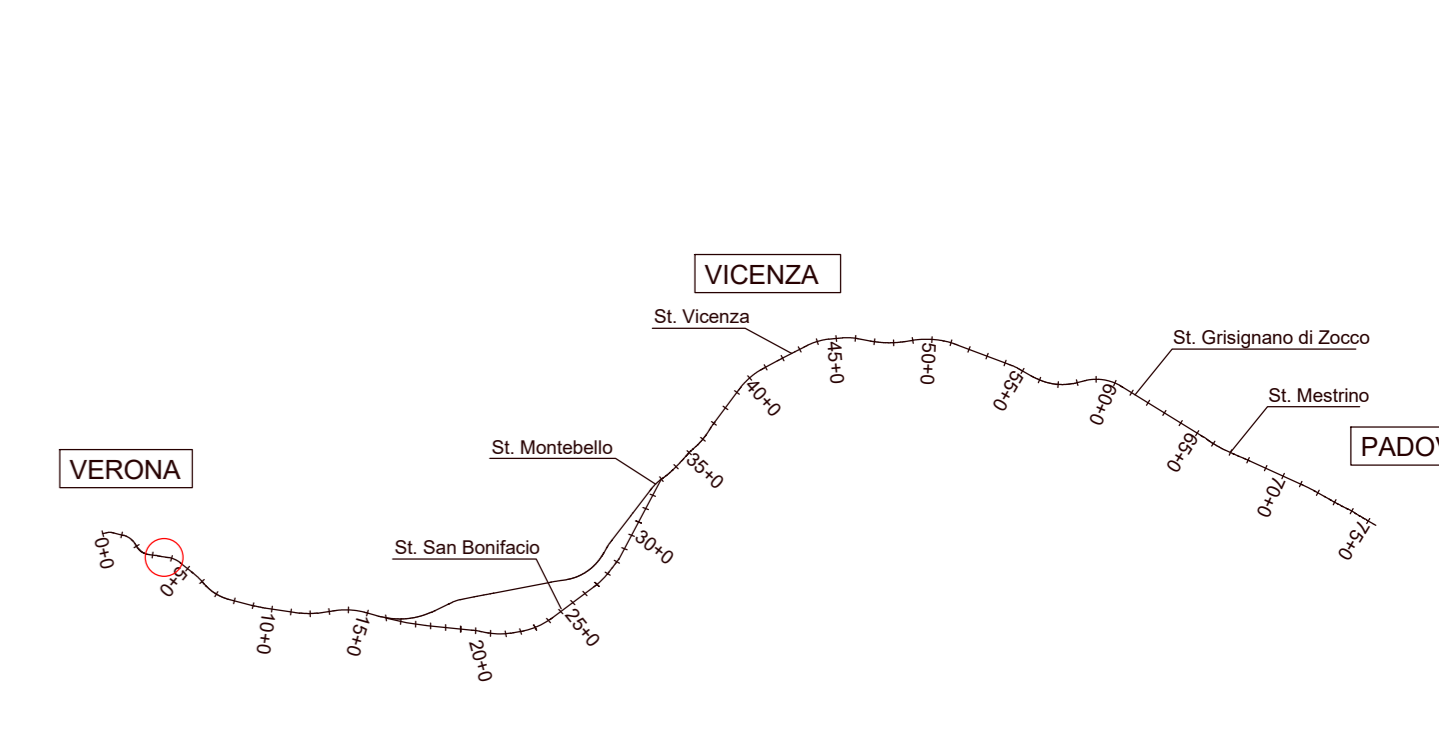 VICENZA
St. Vicenza
St. Grisignano di Zocco
45+0
50+0
55+0
40+0
60+0
St. Mestrino
St. Montebello
PADOV
VERONA
35+0
65+0
70+0
75+0
0+0
St. San Bonifacio
30+0
5+0
10+0
15+0
25+0
20+0